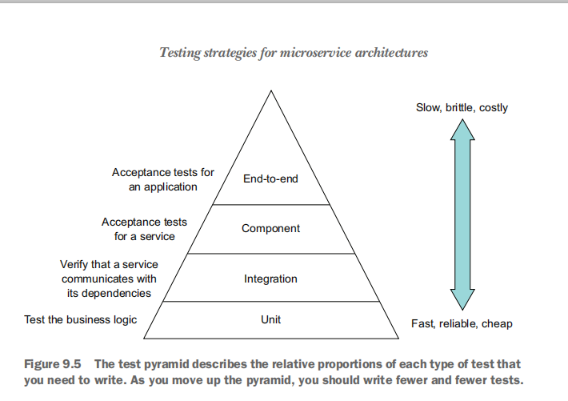 Testing strategies for microservice architectures
Slow, brittle, costly
Acceptance tests for
an application
End-to-end
Acceptance tests
for a service
Component
Verify that a service
communicates with
its dependencies
Integration
Test the business logic
Unit
Fast, reliable, cheap
Figure 9.5 The test pyramid describes the relative proportions of each type of test that
you need to write. As you move up the pyramid, you should write fewer and fewer tests.